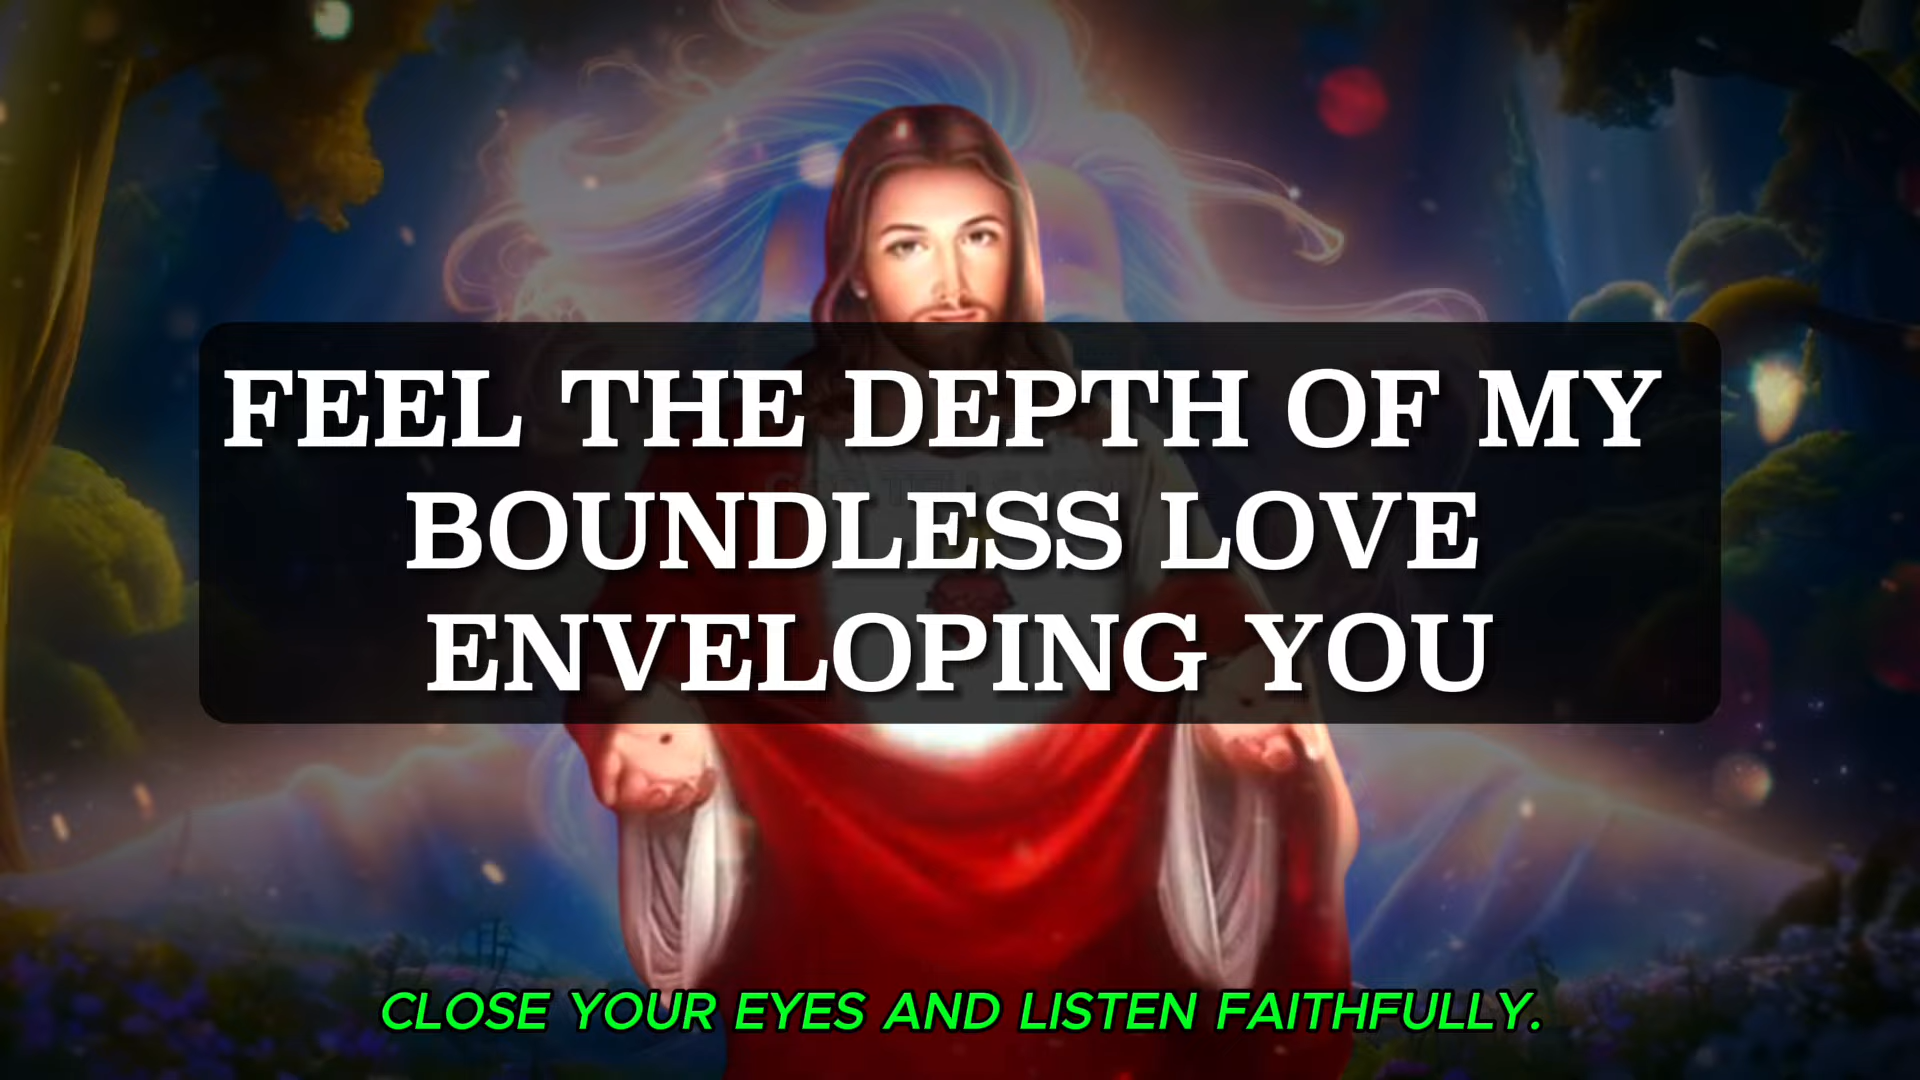 FEEL THE DEPTH OF MY
BOUNDLESS LOVE
ENVELOPING YOU
CLOSE YOUR EYES AND LISTEN FAITHFULLY.